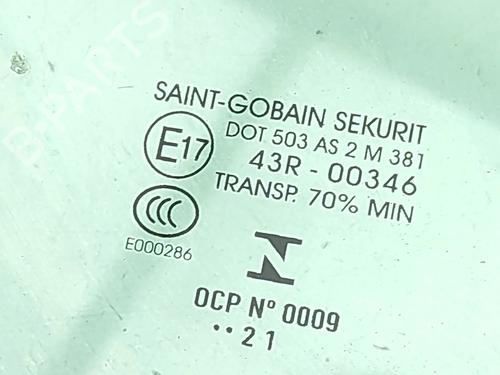 B-PARTS
SAINT-GOBAIN SEKURIT
E17
DOT 503 AS 2 M 381
43R - 00346
TRANSP. 70% MIN
CCC
E000286
N
OCP Nº 0009
••21